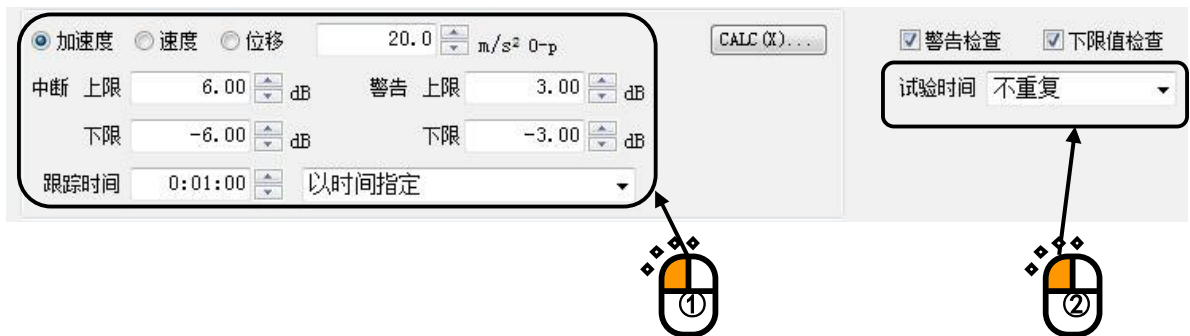 加速度 速度 位移 20.0 m/s² 0-p CALC(X)... 警告检查 下限值检查
中断 上限 6.00 dB 警告 上限 3.00 dB 试验时间 不重复
下限 -6.00 dB 下限 -3.00 dB
跟踪时间 0:01:00 以时间指定
① ②